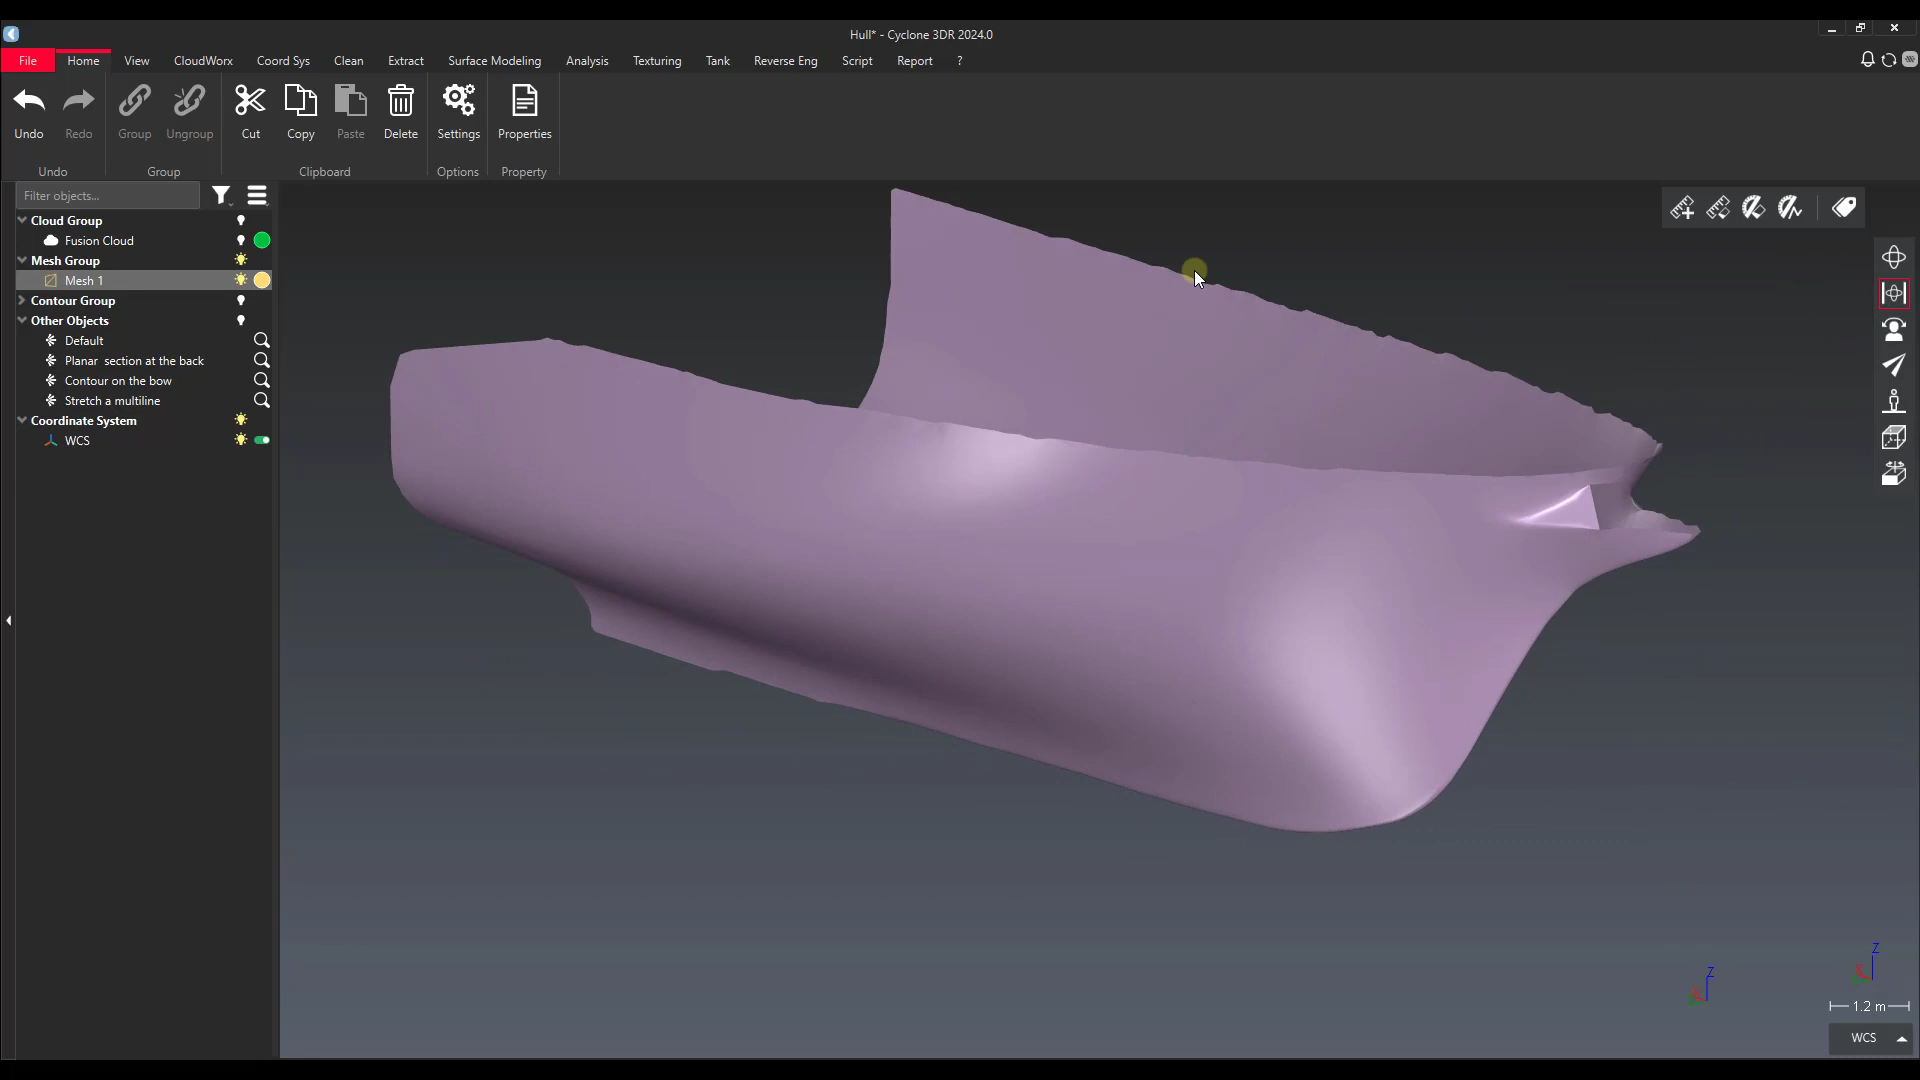 Hull* - Cyclone 3DR 2024.0
File Home View CloudWorx Coord Sys Clean Extract Surface Modeling Analysis Texturing Tank Reverse Eng Script Report ?
Undo Redo Group Ungroup Cut Copy Paste Delete Settings Properties
Undo Group Clipboard Options Property
Filter objects...
Cloud Group
Fusion Cloud
Mesh Group
Mesh 1
Contour Group
Other Objects
Default
Planar section at the back
Contour on the bow
Stretch a multiline
Coordinate System
WCS
Z
Z
1.2 m
WCS